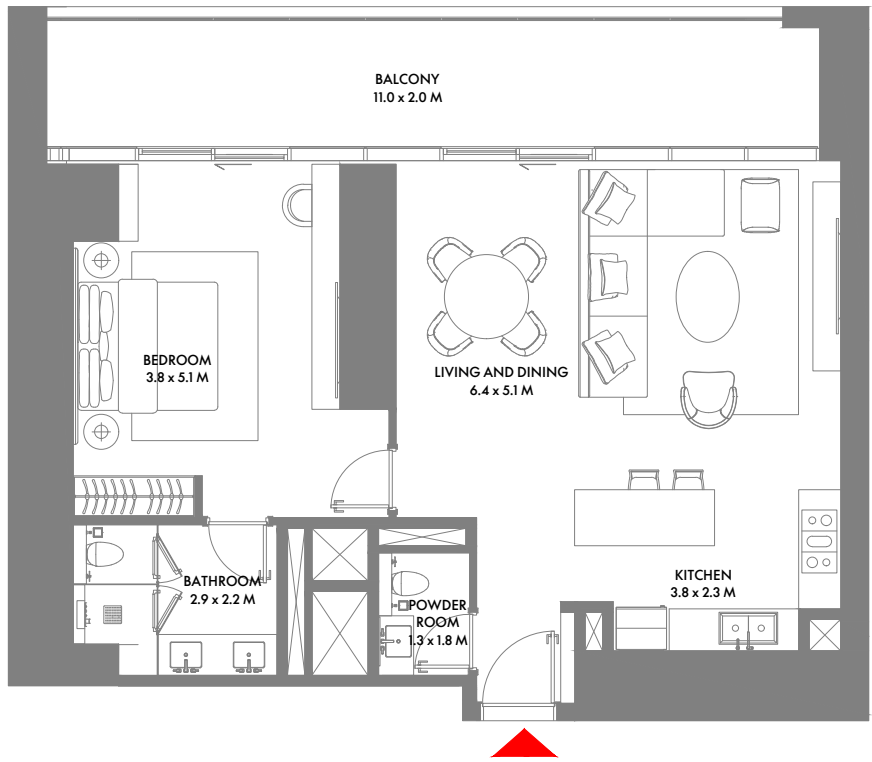 BALCONY
11.0 x 2.0 M
BEDROOM
3.8 x 5.1 M
LIVING AND DINING
6.4 x 5.1 M
BATHROOM
2.9 x 2.2 M
POWDER
ROOM
1.3 x 1.8 M
KITCHEN
3.8 x 2.3 M